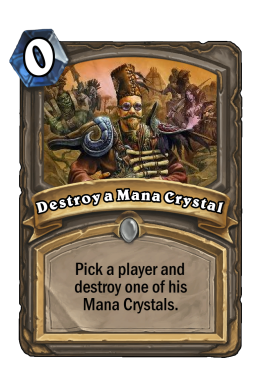 0
Destroy a Mana Crystal
Pick a player and
destroy one of his
Mana Crystals.